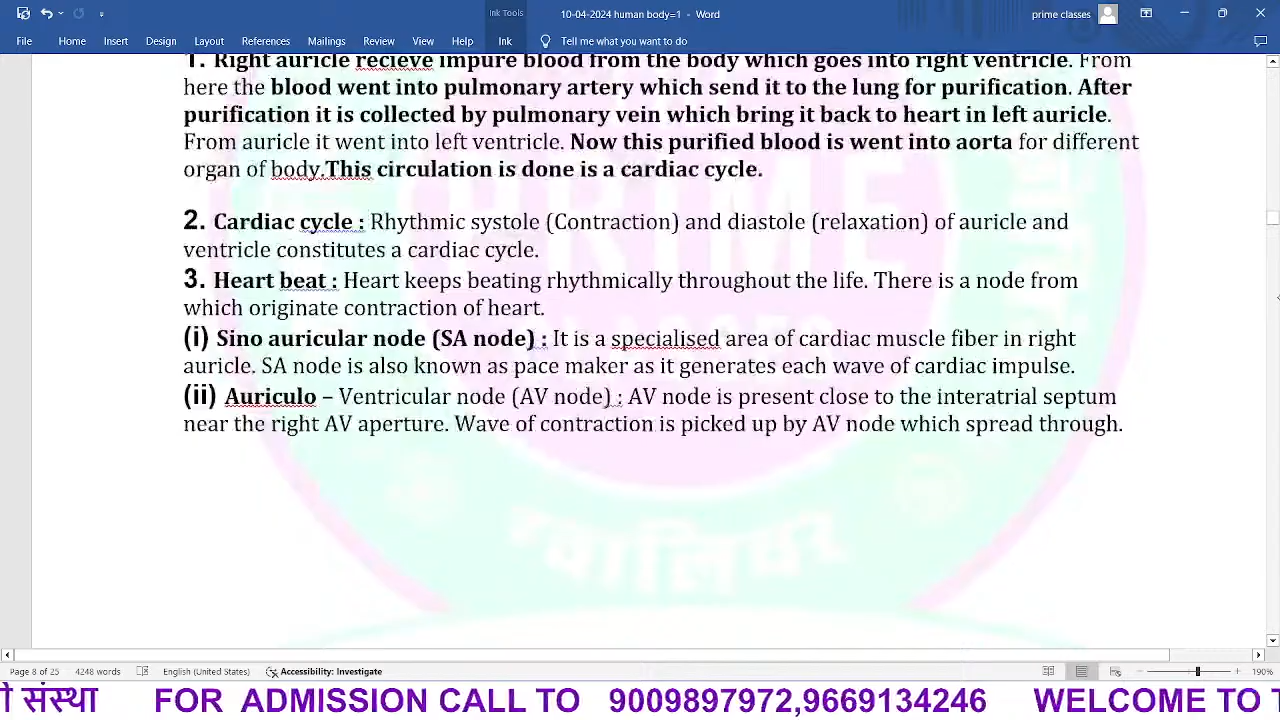 Ink Tools
10-04-2024 human body=1 - Word
prime classes
File Home Insert Design Layout References Mailings Review View Help Ink Tell me what you want to do
1. Right auricle recieve impure blood from the body which goes into right ventricle. From
here the blood went into pulmonary artery which send it to the lung for purification. After
purification it is collected by pulmonary vein which bring it back to heart in left auricle.
From auricle it went into left ventricle. Now this purified blood is went into aorta for different
organ of body.This circulation is done is a cardiac cycle.
2. Cardiac cycle : Rhythmic systole (Contraction) and diastole (relaxation) of auricle and
ventricle constitutes a cardiac cycle.
3. Heart beat : Heart keeps beating rhythmically throughout the life. There is a node from
which originate contraction of heart.
(i) Sino auricular node (SA node) : It is a specialised area of cardiac muscle fiber in right
auricle. SA node is also known as pace maker as it generates each wave of cardiac impulse.
(ii) Auriculo – Ventricular node (AV node) : AV node is present close to the interatrial septum
near the right AV aperture. Wave of contraction is picked up by AV node which spread through.
PRIME
CLASSES
ग्वालियर
Page 8 of 25 4248 words English (United States) Accessibility: Investigate 190%
संस्था FOR ADMISSION CALL TO 9009897972,9669134246 WELCOME TO